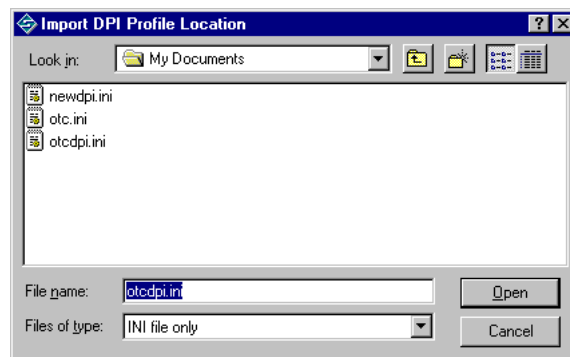 Import DPI Profile Location
Look in: My Documents
newdpi.ini
otc.ini
otcdpi.ini
File name: otcdpi.ini Open
Files of type: INI file only Cancel